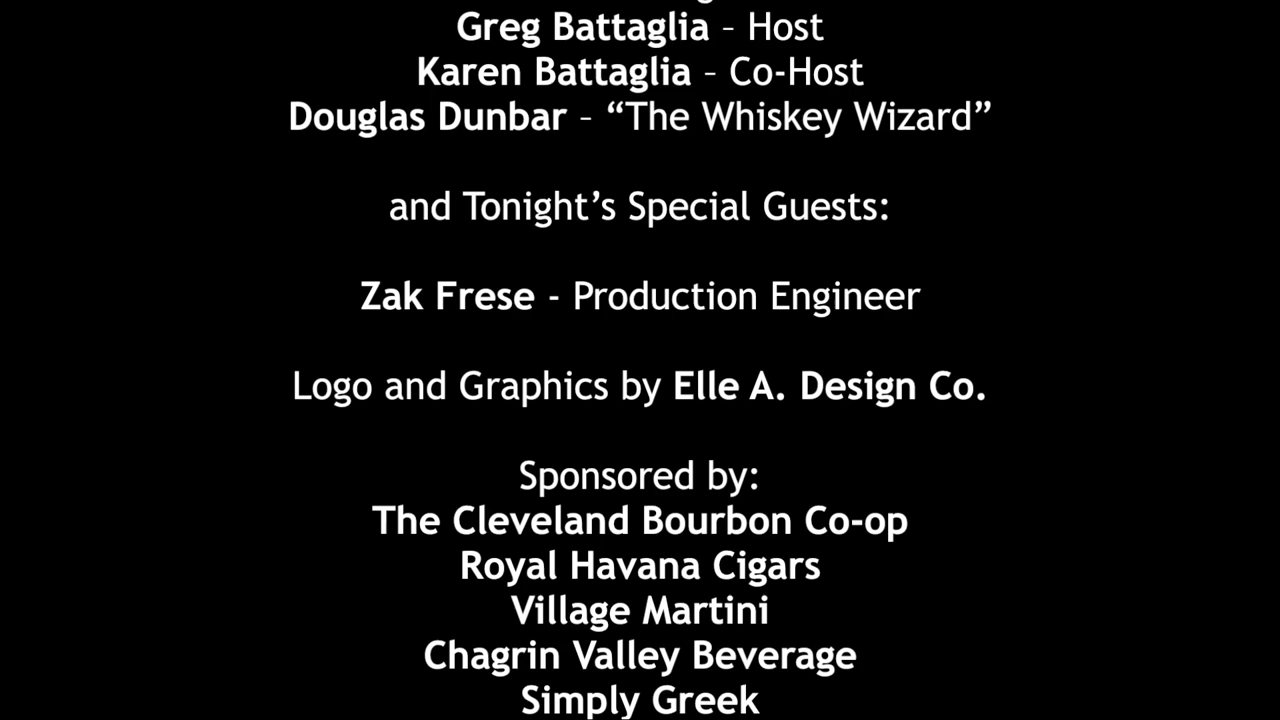 Greg Battaglia – Host
Karen Battaglia – Co-Host
Douglas Dunbar – “The Whiskey Wizard”
and Tonight’s Special Guests:
Zak Frese - Production Engineer
Logo and Graphics by Elle A. Design Co.
Sponsored by:
The Cleveland Bourbon Co-op
Royal Havana Cigars
Village Martini
Chagrin Valley Beverage
Simply Greek